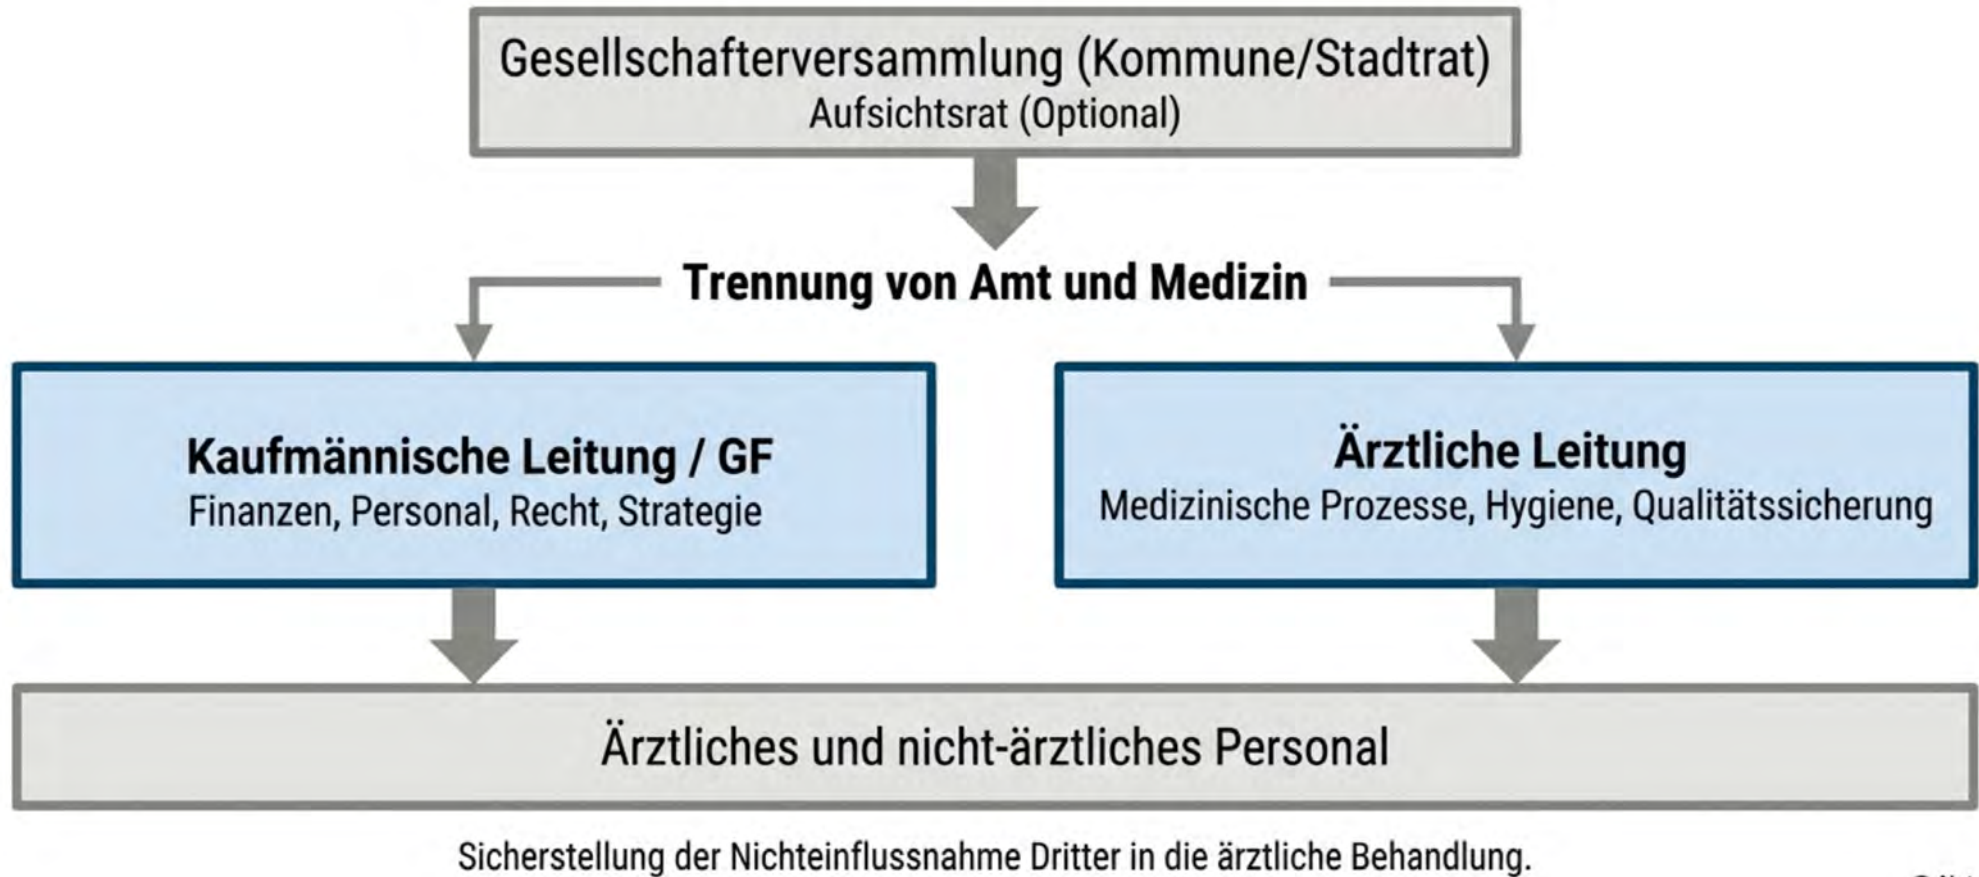 Gesellschafterversammlung (Kommune/Stadtrat)
Aufsichtsrat (Optional)
Trennung von Amt und Medizin
Kaufmännische Leitung / GF
Finanzen, Personal, Recht, Strategie
Ärztliche Leitung
Medizinische Prozesse, Hygiene, Qualitätssicherung
Ärztliches und nicht-ärztliches Personal
Sicherstellung der Nichteinflussnahme Dritter in die ärztliche Behandlung.